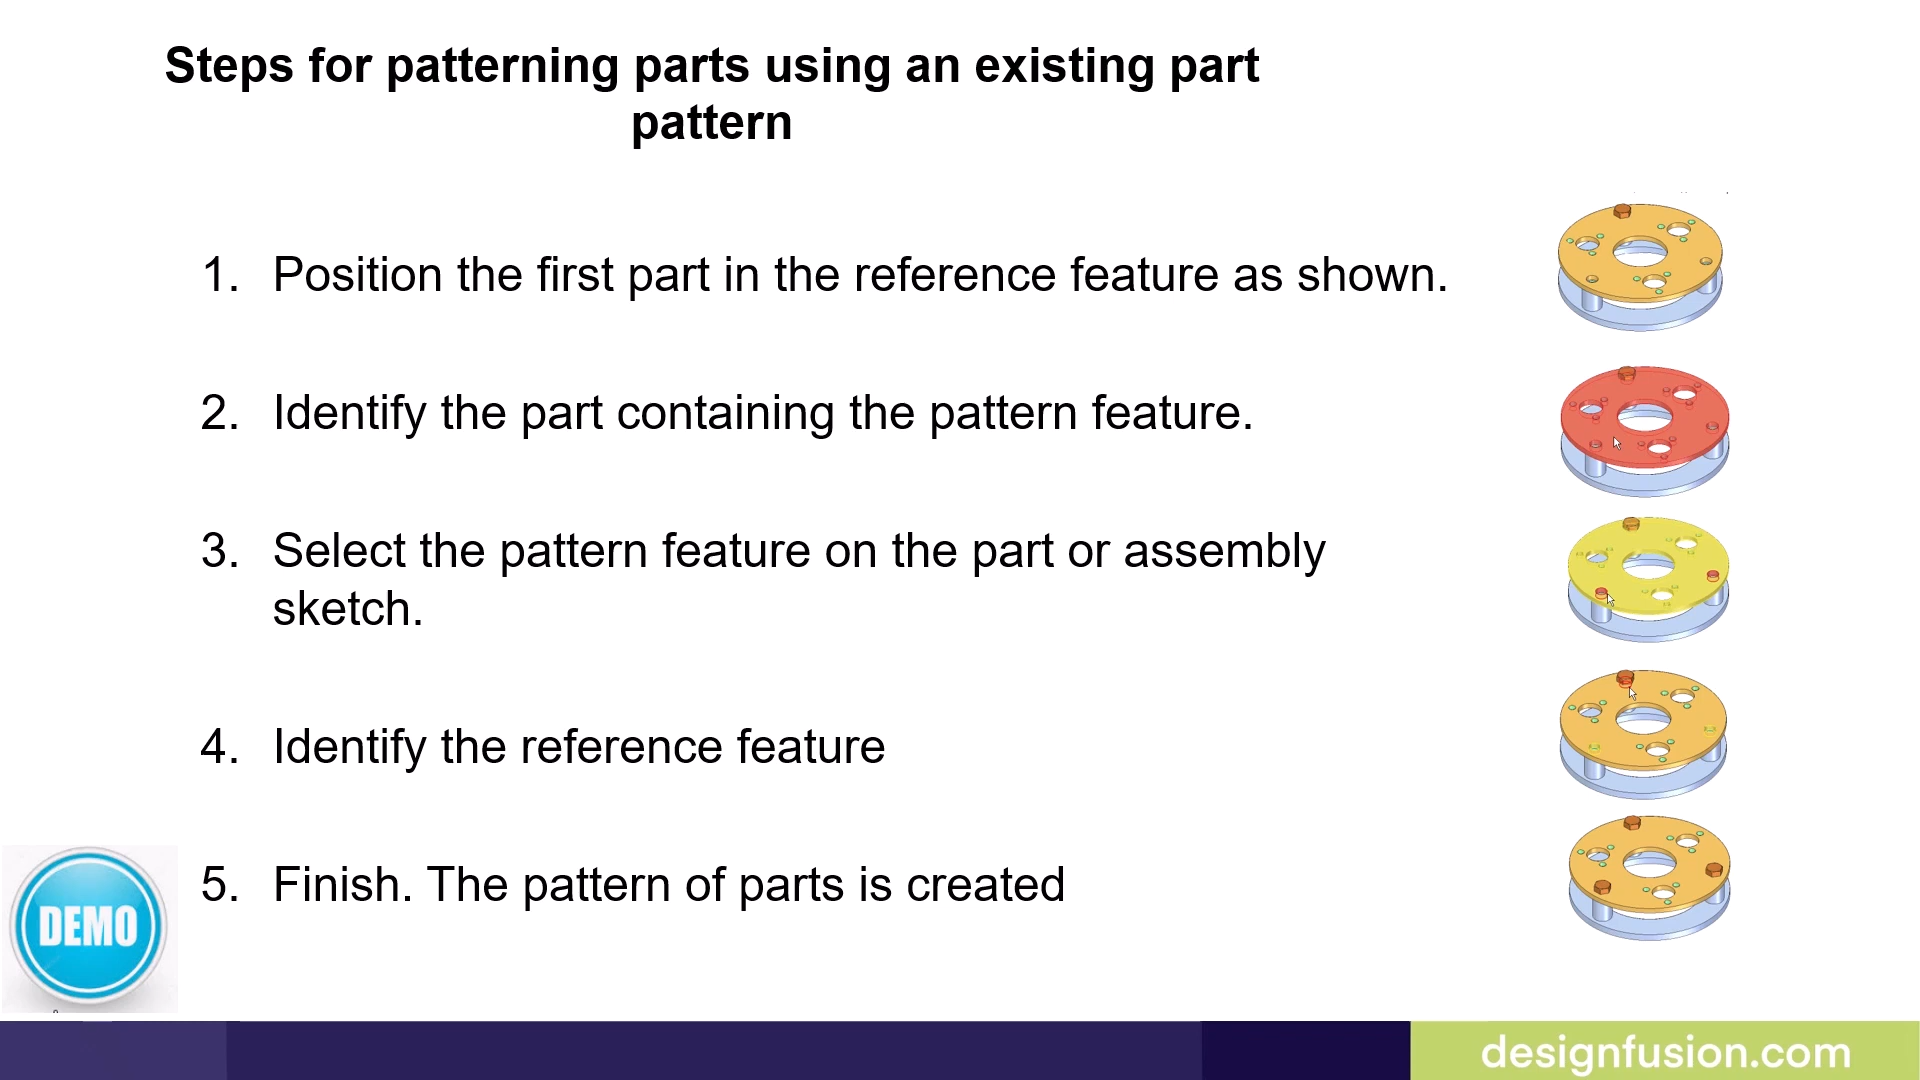 Steps for patterning parts using an existing part
pattern
1. Position the first part in the reference feature as shown.
2. Identify the part containing the pattern feature.
3. Select the pattern feature on the part or assembly
sketch.
4. Identify the reference feature
5. Finish. The pattern of parts is created
DEMO
designfusion.com